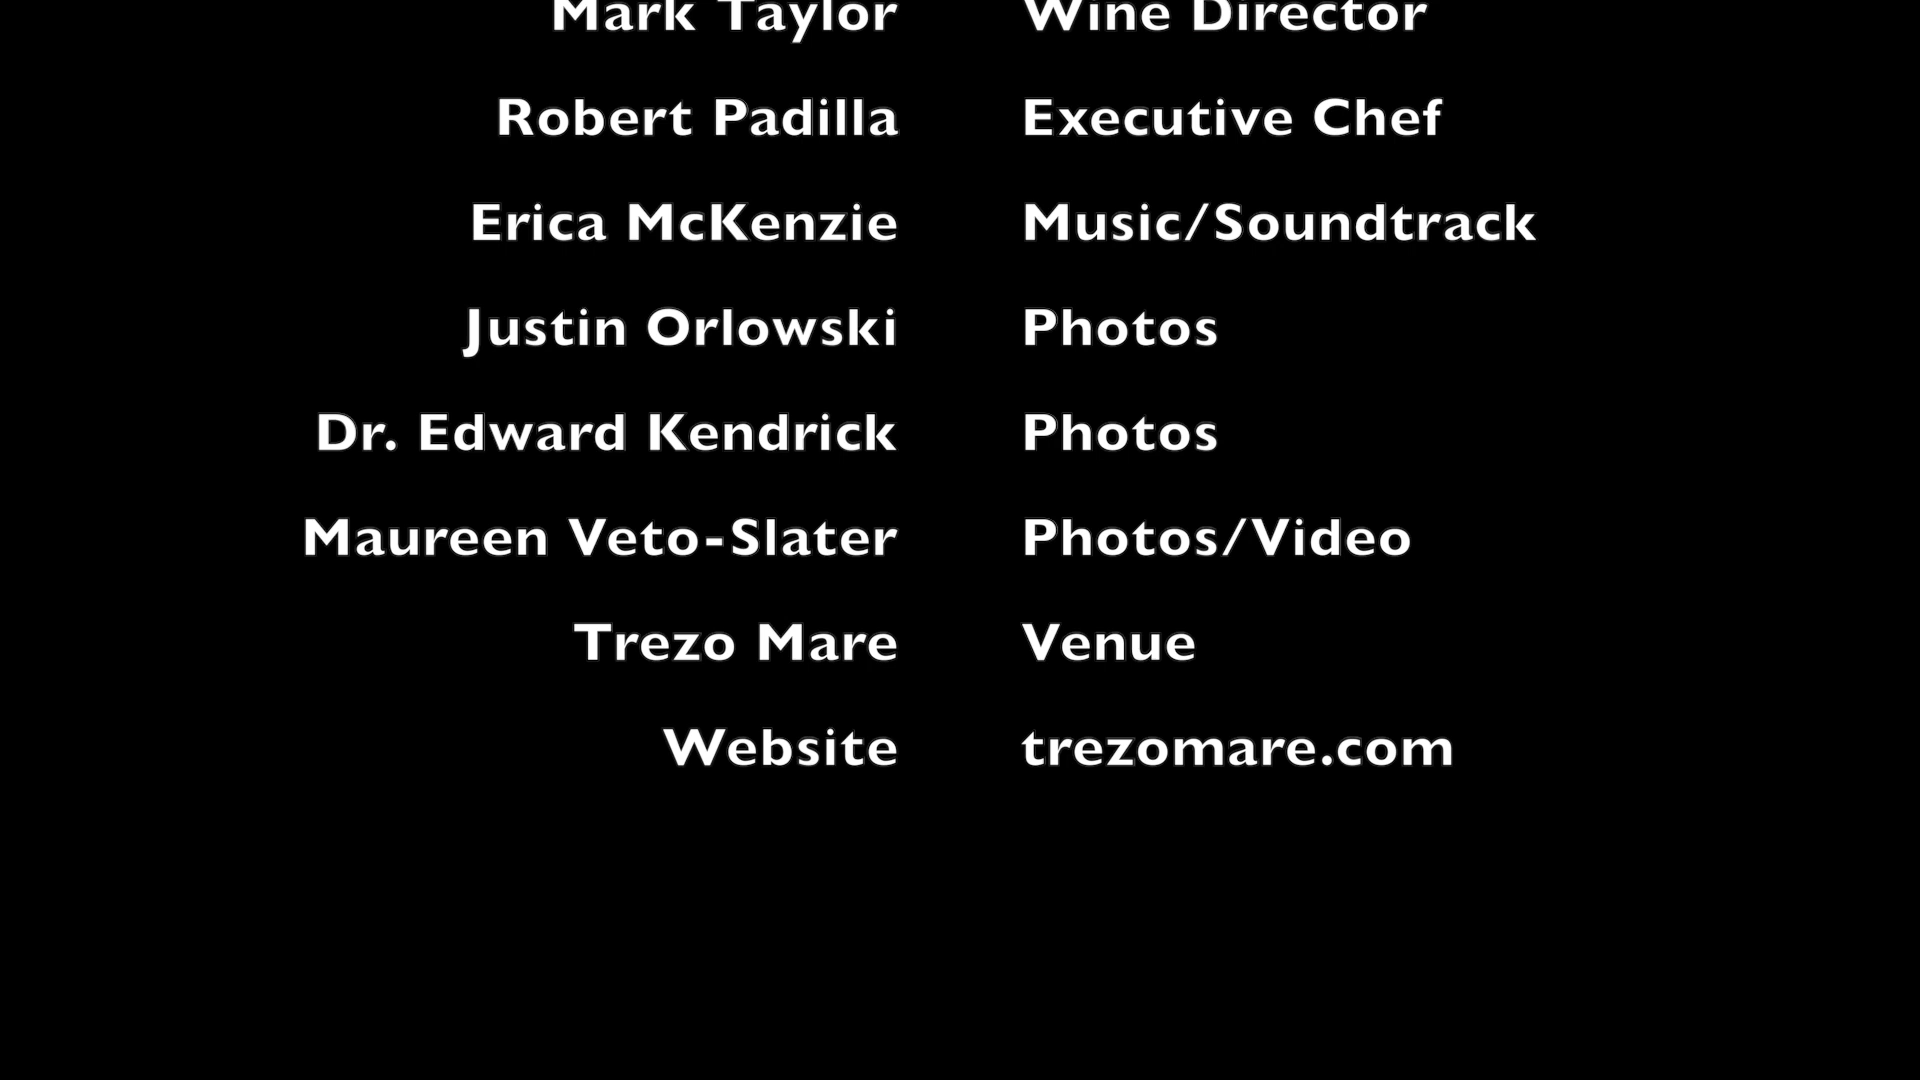 Mark Taylor Wine Director
Robert Padilla Executive Chef
Erica McKenzie Music/Soundtrack
Justin Orlowski Photos
Dr. Edward Kendrick Photos
Maureen Veto-Slater Photos/Video
Trezo Mare Venue
Website trezomare.com